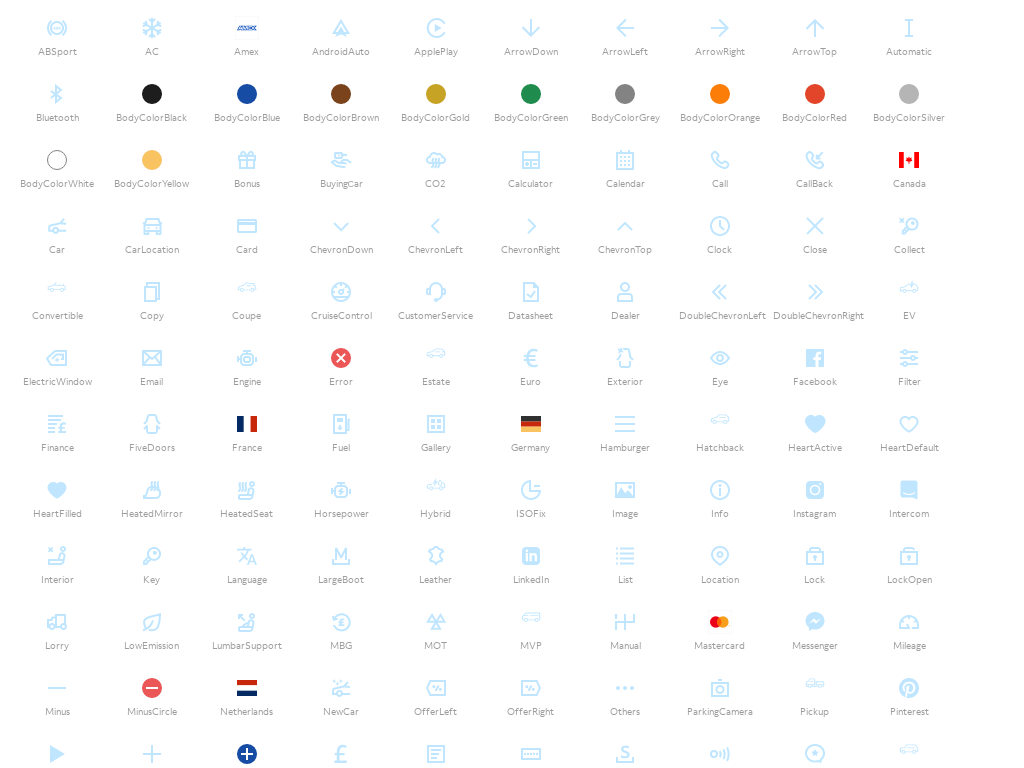 ABSport AC Amex AndroidAuto ApplePlay ArrowDown ArrowLeft ArrowRight ArrowTop Automatic
Bluetooth BodyColorBlack BodyColorBlue BodyColorBrown BodyColorGold BodyColorGreen BodyColorGrey BodyColorOrange BodyColorRed BodyColorSilver
BodyColorWhite BodyColorYellow Bonus BuyingCar CO2 Calculator Calendar Call CallBack Canada
Car CarLocation Card ChevronDown ChevronLeft ChevronRight ChevronTop Clock Close Collect
Convertible Copy Coupe CruiseControl CustomerService Datasheet Dealer DoubleChevronLeft DoubleChevronRight EV
ElectricWindow Email Engine Error Estate Euro Exterior Eye Facebook Filter
Finance FiveDoors France Fuel Gallery Germany Hamburger Hatchback HeartActive HeartDefault
HeartFilled HeatedMirror HeatedSeat Horsepower Hybrid ISOFix Image Info Instagram Intercom
Interior Key Language LargeBoot Leather LinkedIn List Location Lock LockOpen
Lorry LowEmission LumbarSupport MBG MOT MVP Manual Mastercard Messenger Mileage
Minus MinusCircle Netherlands NewCar OfferLeft OfferRight Others ParkingCamera Pickup Pinterest